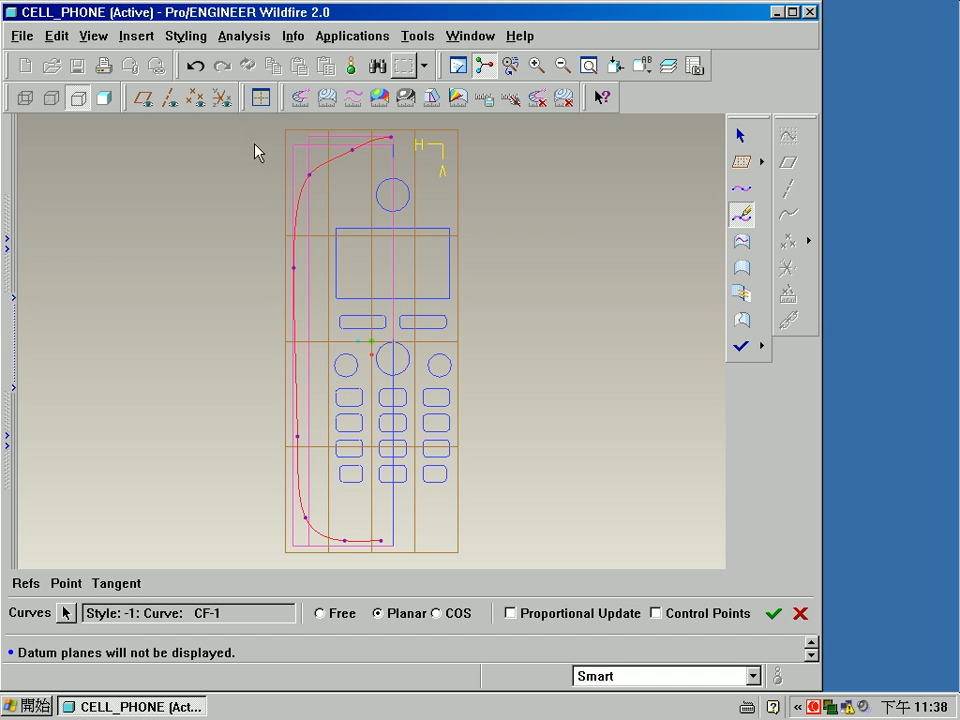 CELL_PHONE (Active) - Pro/ENGINEER Wildfire 2.0
File Edit View Insert Styling Analysis Info Applications Tools Window Help
H
Refs Point Tangent
Curves Style: -1: Curve: CF-1 Free Planar COS Proportional Update Control Points
Datum planes will not be displayed.
Smart
開始 CELL_PHONE (Act... « 下午 11:38